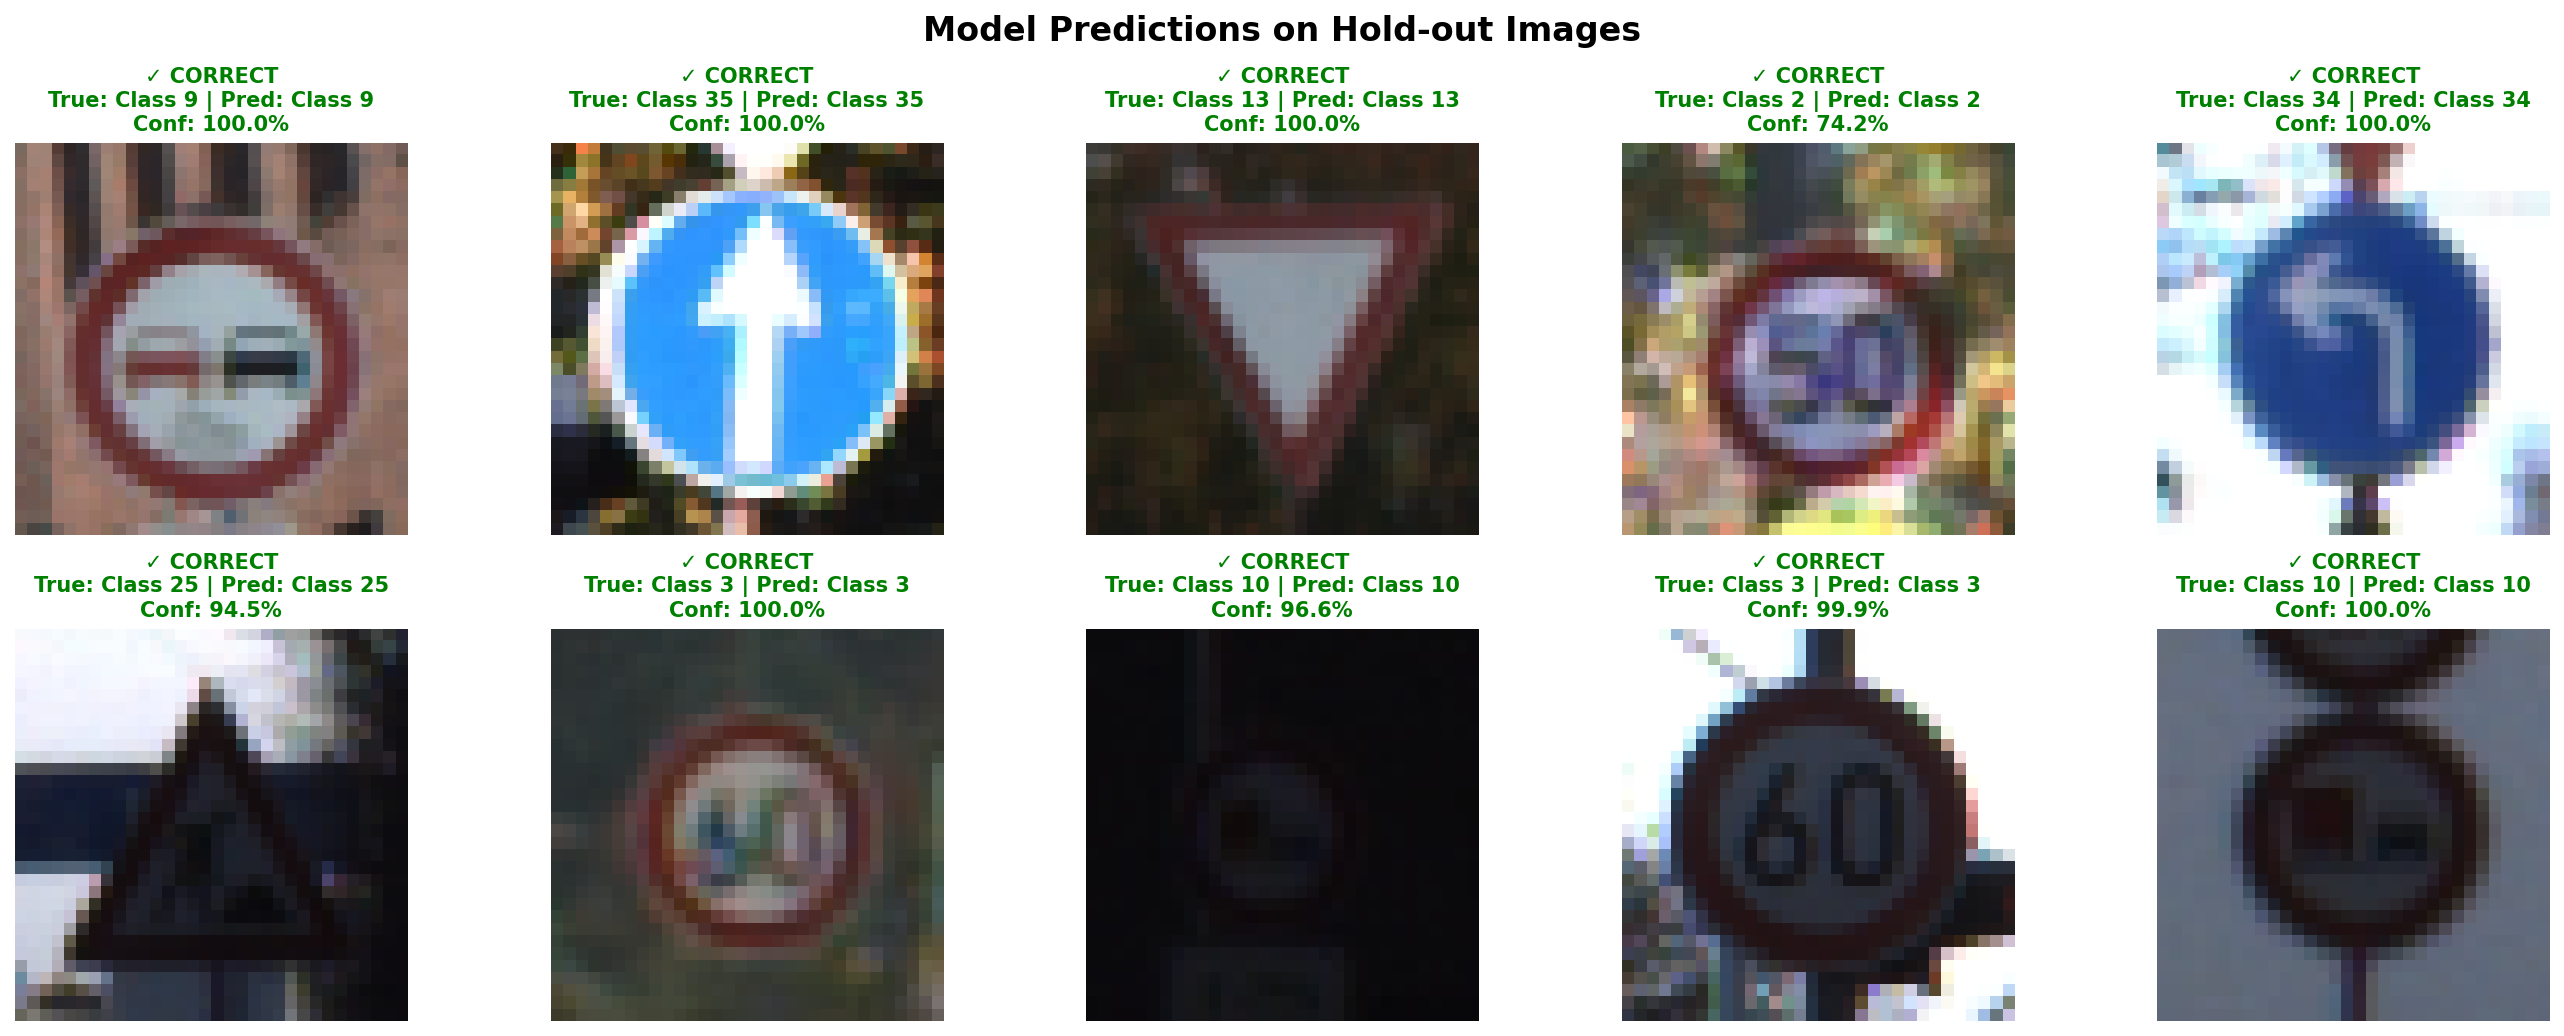 Model Predictions on Hold-out Images
✓ CORRECT
True: Class 9 | Pred: Class 9
Conf: 100.0%
✓ CORRECT
True: Class 35 | Pred: Class 35
Conf: 100.0%
✓ CORRECT
True: Class 13 | Pred: Class 13
Conf: 100.0%
✓ CORRECT
True: Class 2 | Pred: Class 2
Conf: 74.2%
✓ CORRECT
True: Class 34 | Pred: Class 34
Conf: 100.0%
✓ CORRECT
True: Class 25 | Pred: Class 25
Conf: 94.5%
✓ CORRECT
True: Class 3 | Pred: Class 3
Conf: 100.0%
✓ CORRECT
True: Class 10 | Pred: Class 10
Conf: 96.6%
✓ CORRECT
True: Class 3 | Pred: Class 3
Conf: 99.9%
60
✓ CORRECT
True: Class 10 | Pred: Class 10
Conf: 100.0%